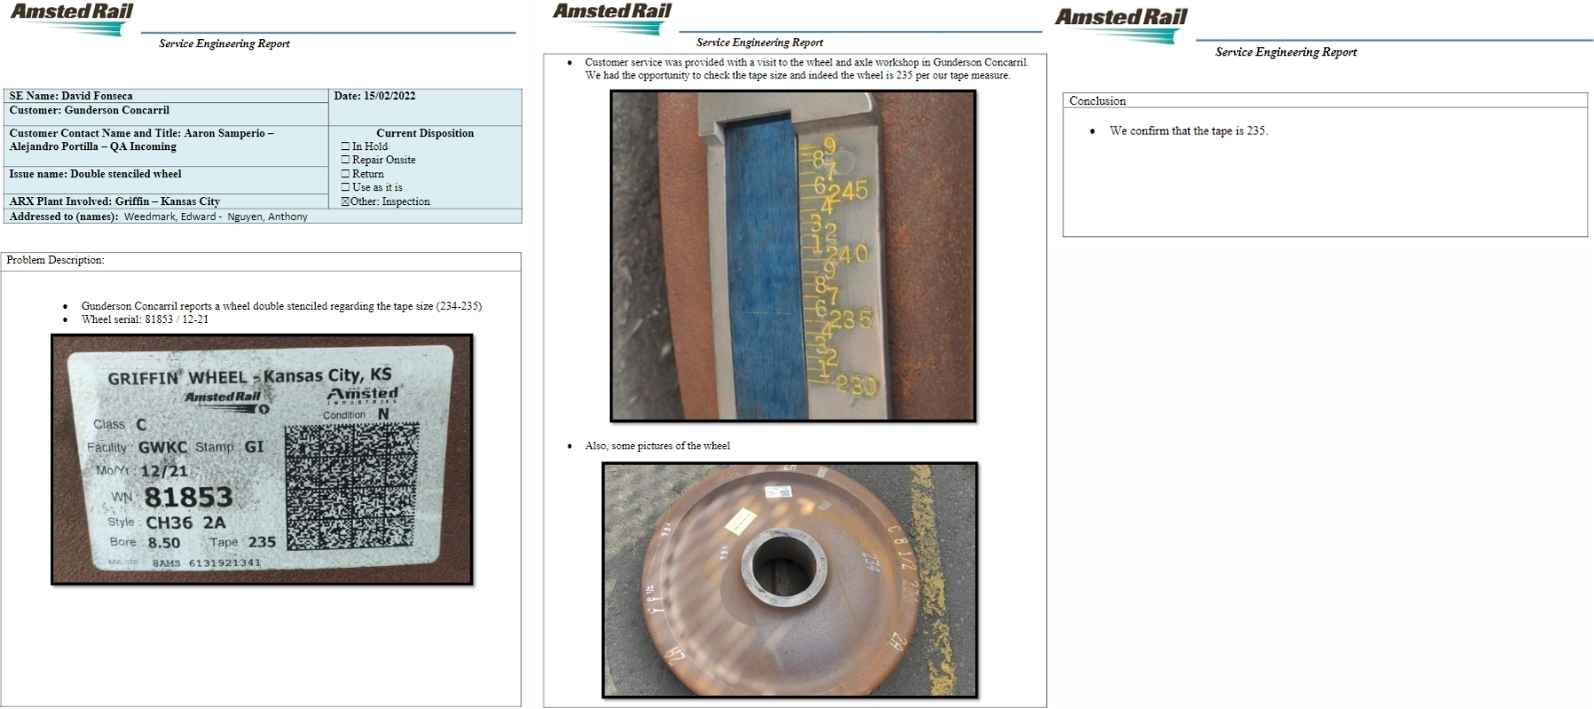 Amsted Rail
Service Engineering Report
SE Name: David Fonseca
Date: 15/02/2022
Customer: Gunderson Concarril
Customer Contact Name and Title: Aaron Samperio –
Alejandro Portilla – QA Incoming
Current Disposition
☐ In Hold
☐ Repair Onsite
Issue name: Double stenciled wheel
☐ Return
☐ Use as it is
ARX Plant Involved: Griffin – Kansas City
☒Other: Inspection
Addressed to (names): Weedmark, Edward - Nguyen, Anthony
Problem Description:
• Gunderson Concarril reports a wheel double stenciled regarding the tape size (234-235)
• Wheel serial: 81853 / 12-21
GRIFFIN® WHEEL - Kansas City, KS
Amsted Rail
Amsted
INDUSTRIES
Condition N
Class C
Facility GWKC Stamp GI
Mo/Yr : 12/21
WN 81853
Style : CH36 2A
Bore : 8.50 Tape 235
8AMS 6131921341
Amsted Rail
Service Engineering Report
• Customer service was provided with a visit to the wheel and axle workshop in Gunderson Concarril.
We had the opportunity to check the tape size and indeed the wheel is 235 per our tape measure.
9
8
7
6
245
4
3
2
1
240
9
8
7
6
235
4
3
2
1
230
• Also, some pictures of the wheel
234
2A
2A
Amsted Rail
Service Engineering Report
Conclusion
• We confirm that the tape is 235.